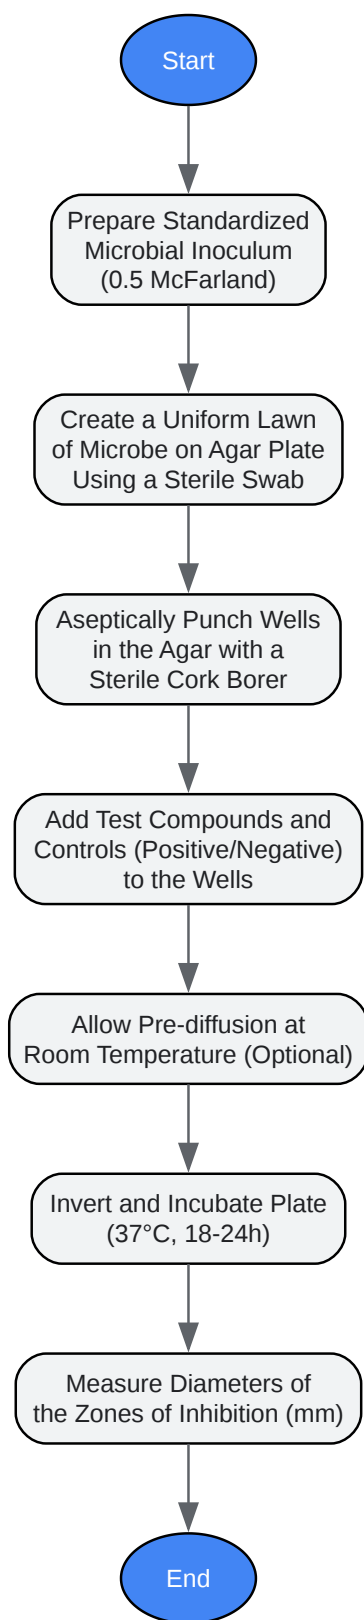 Start
Prepare Standardized
Microbial Inoculum
(0.5 McFarland)
Create a Uniform Lawn
of Microbe on Agar Plate
Using a Sterile Swab
Aseptically Punch Wells
in the Agar with a
Sterile Cork Borer
Add Test Compounds and
Controls (Positive/Negative)
to the Wells
Allow Pre-diffusion at
Room Temperature (Optional)
Invert and Incubate Plate
(37°C, 18-24h)
Measure Diameters of
the Zones of Inhibition (mm)
End